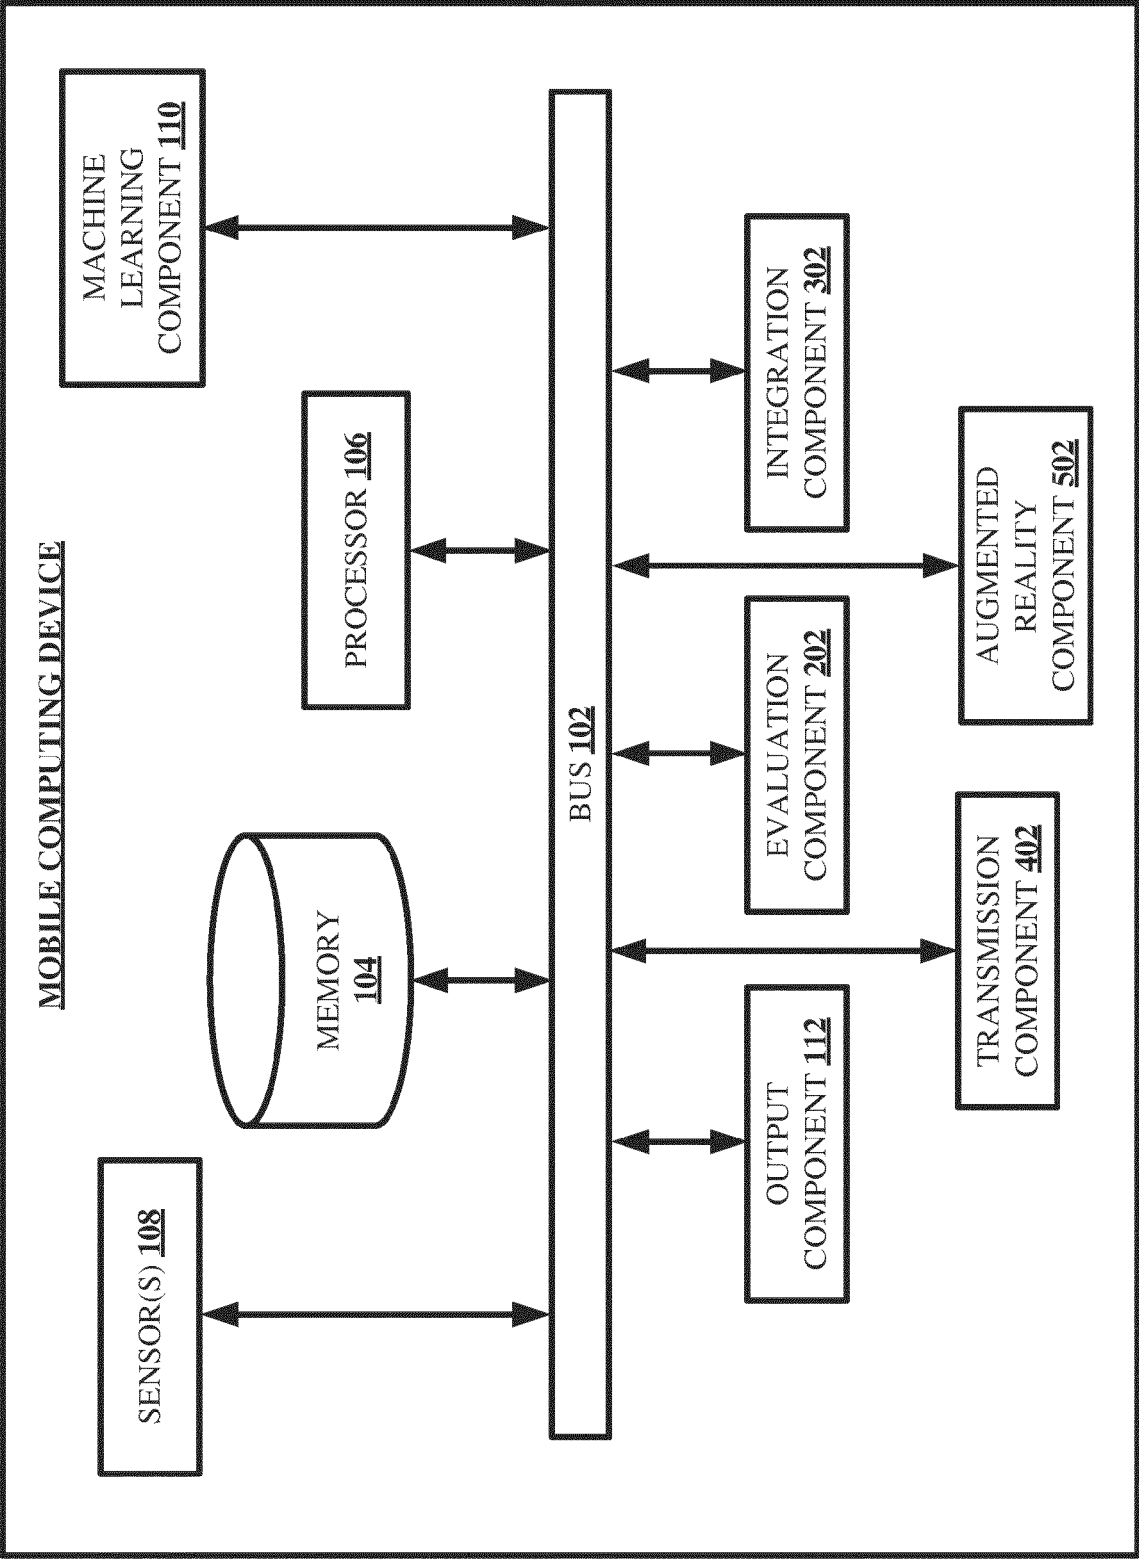 MOBILE COMPUTING DEVICE
SENSOR(S) 108
MEMORY
104
PROCESSOR 106
MACHINE
LEARNING
COMPONENT 110
BUS 102
OUTPUT
COMPONENT 112
TRANSMISSION
COMPONENT 402
EVALUATION
COMPONENT 202
AUGMENTED
REALITY
COMPONENT 502
INTEGRATION
COMPONENT 302